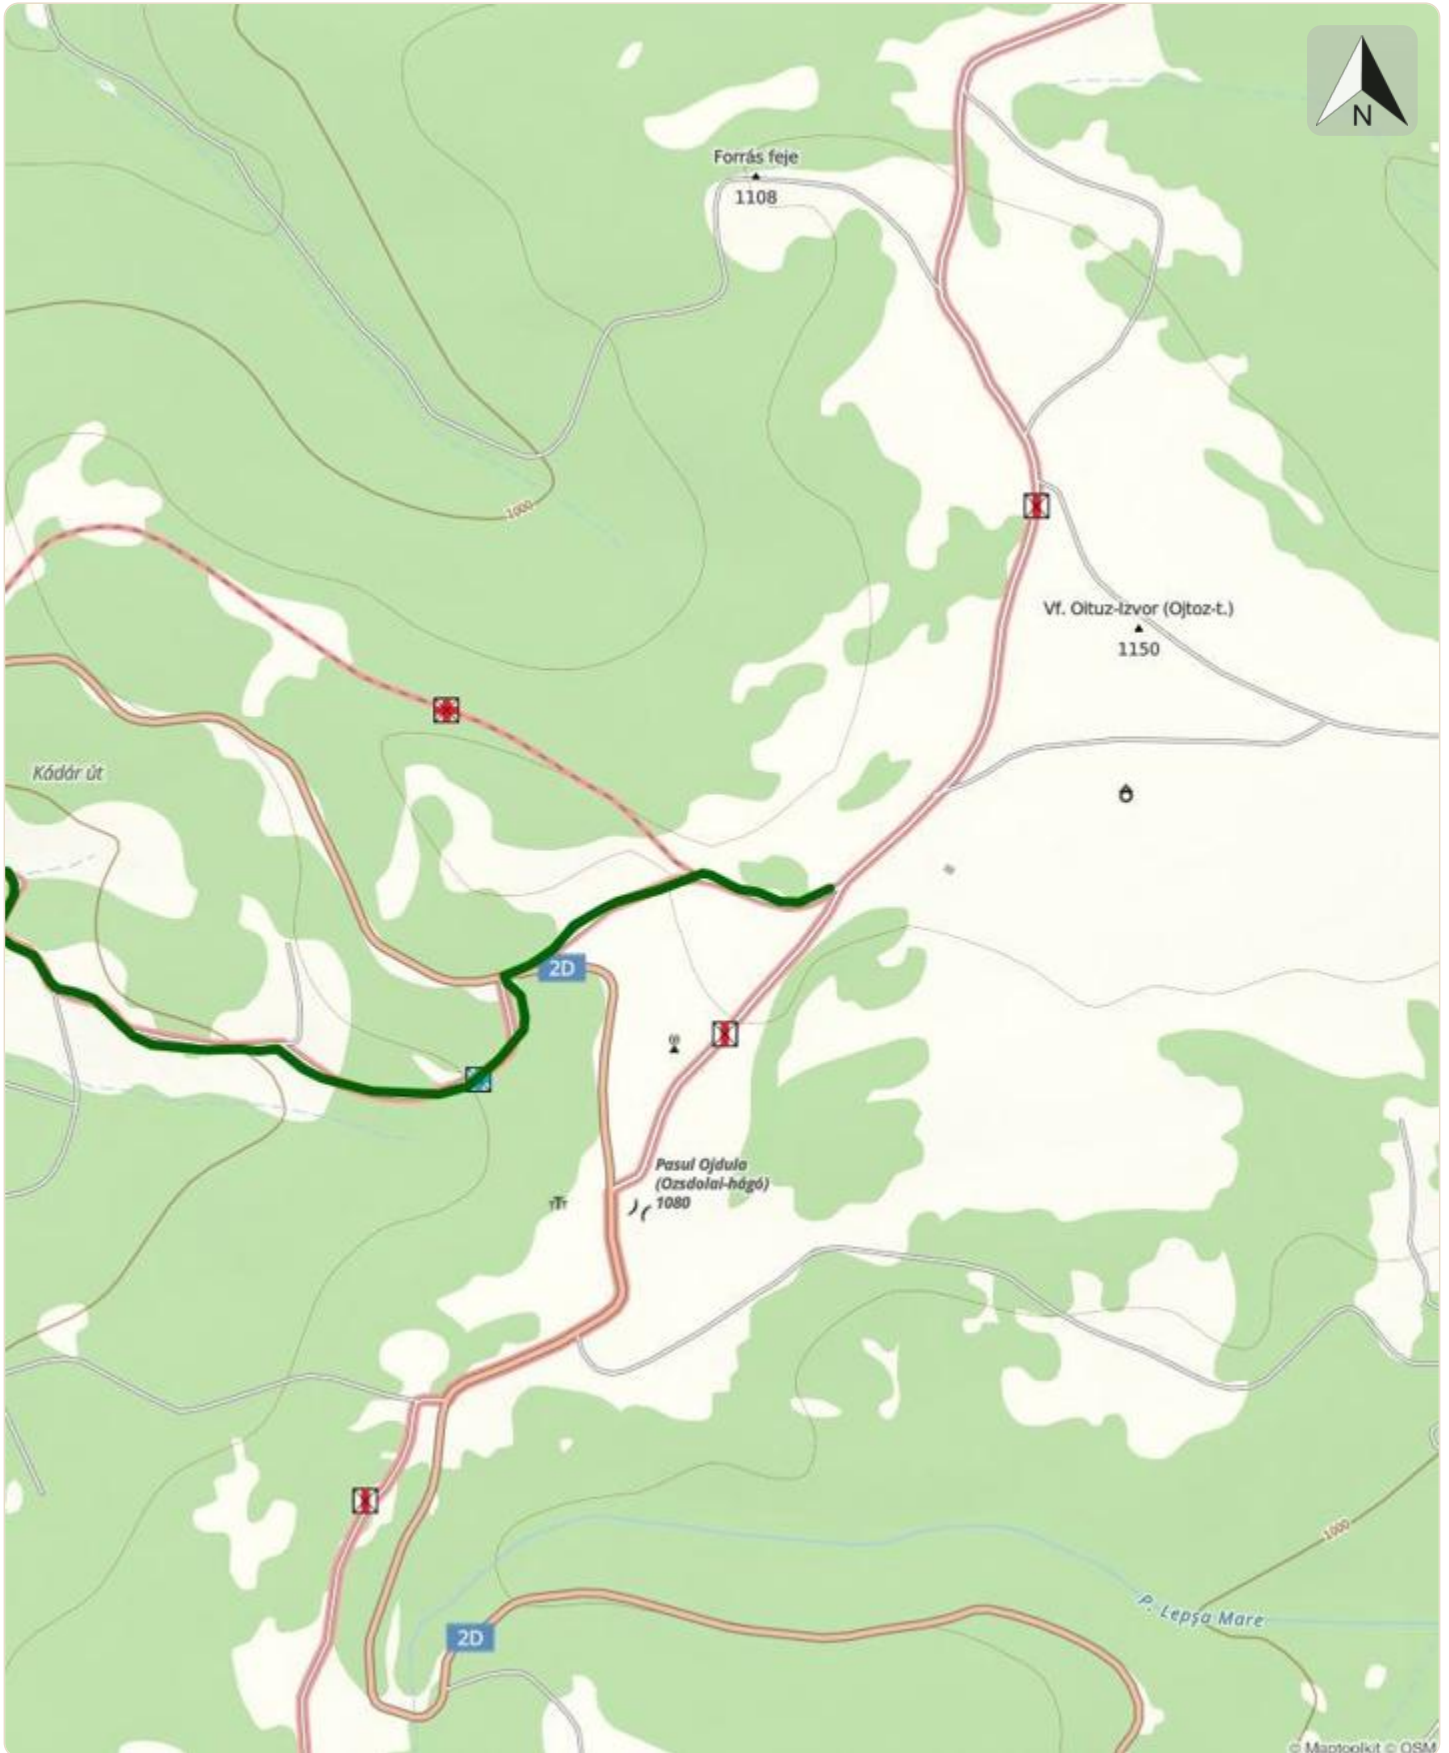 N
Forrás feje
1108
1000
Vf. Oituz-Izvor (Ojtoz-t.)
1150
Kádár út
2D
Pasul Ojdula
(Ozsdolai-hágó)
1080
1000
P. Lepşa Mare
2D
© Maptoolkit © OSM